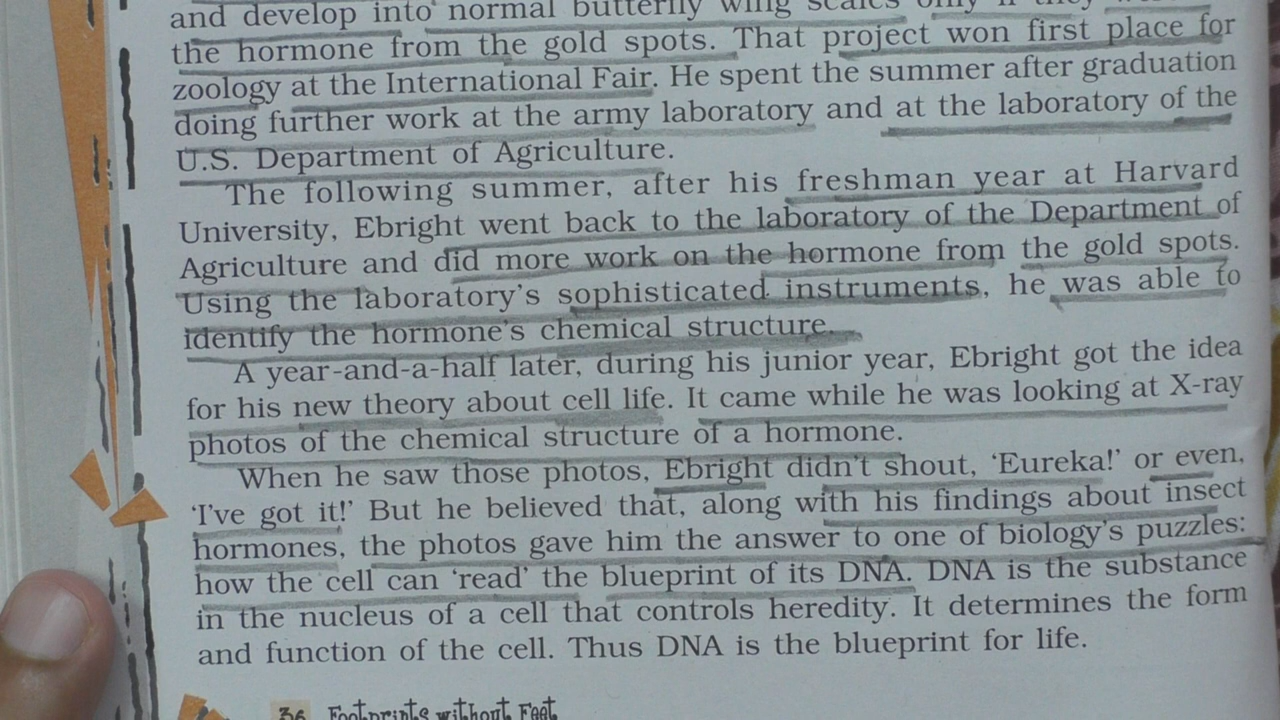 and develop into normal butterfly wing scales only if they
the hormone from the gold spots. That project won first place for
zoology at the International Fair. He spent the summer after graduation
doing further work at the army laboratory and at the laboratory of the
U.S. Department of Agriculture.
The following summer, after his freshman year at Harvard
University, Ebright went back to the laboratory of the Department of
Agriculture and did more work on the hormone from the gold spots.
Using the laboratory's sophisticated instruments, he was able to
identify the hormone's chemical structure.
A year-and-a-half later, during his junior year, Ebright got the idea
for his new theory about cell life. It came while he was looking at X-ray
photos of the chemical structure of a hormone.
When he saw those photos, Ebright didn't shout, 'Eureka!' or even,
'I've got it!' But he believed that, along with his findings about insect
hormones, the photos gave him the answer to one of biology's puzzles:
how the cell can 'read' the blueprint of its DNA. DNA is the substance
in the nucleus of a cell that controls heredity. It determines the form
and function of the cell. Thus DNA is the blueprint for life.
36 Footprints without Feet